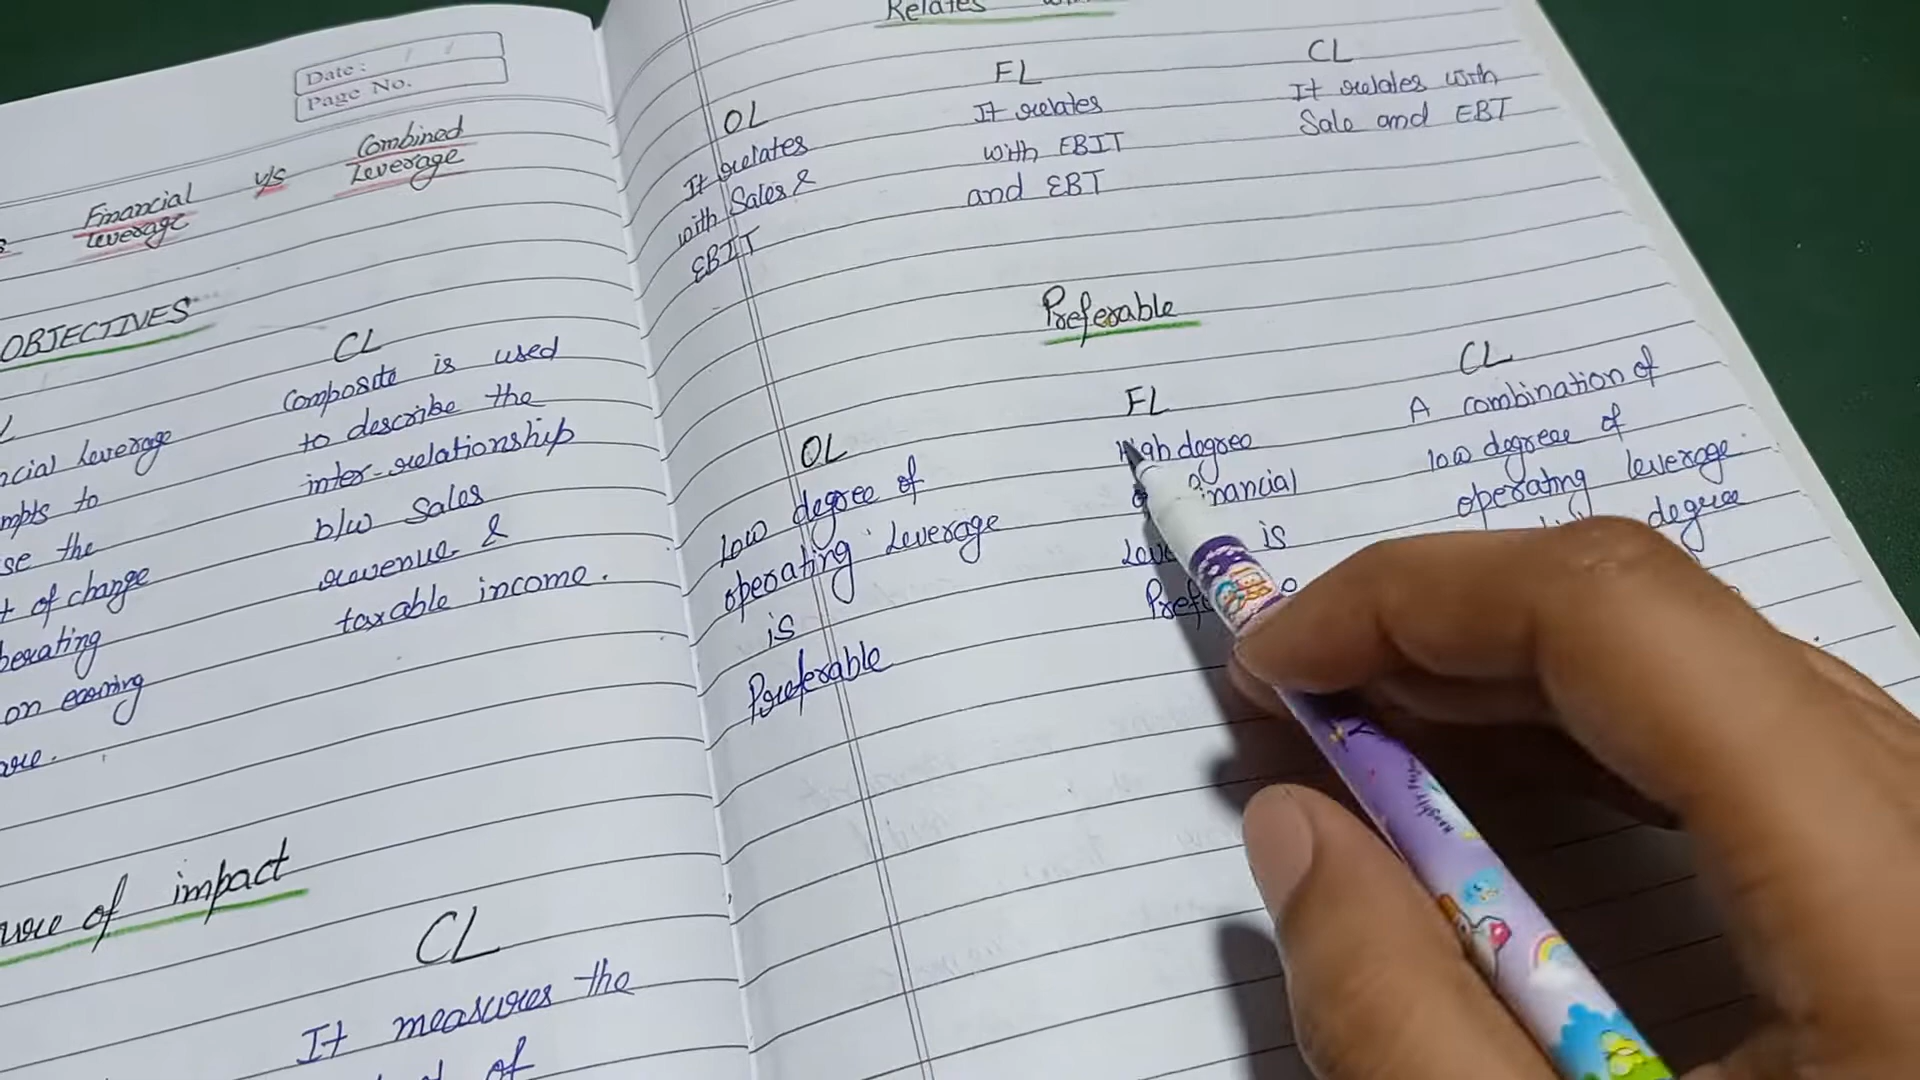 Date:
Page No.
Financial
Leverage
v/s
Combined
Leverage
OBJECTIVES
CL
Composite is used
to describe the
inter-relationship
b/w Sales
revenue &
taxable income.
Leverage
to
the
of change
on earning
impact
CL
It measures the
of
Relates
OL
It relates
with Sales &
EBIT
FL
It relates
with EBIT
and EBT
CL
It relates with
Sale and EBT
Preferable
OL
Low degree of
operating Leverage
is
Preferable
FL
High degree
is
CL
A combination of
low degree of
operating leverage
degree